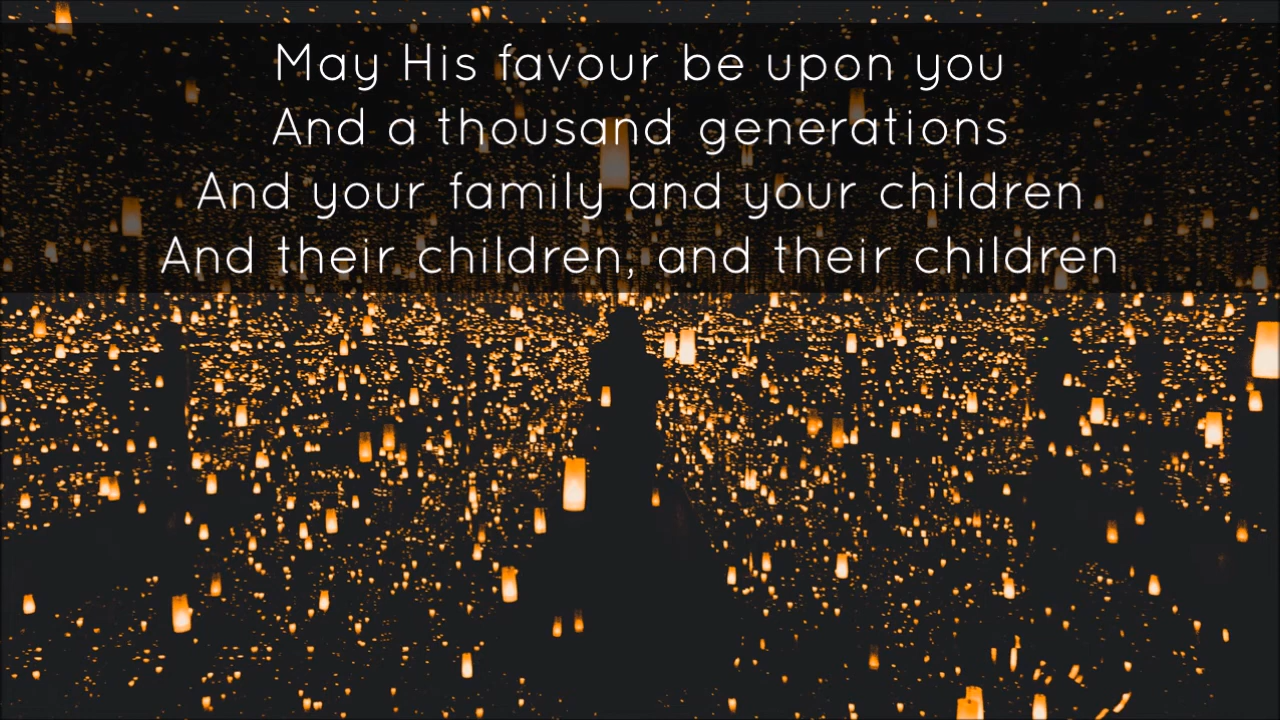 May His favour be upon you
And a thousand generations
And your family and your children
And their children, and their children